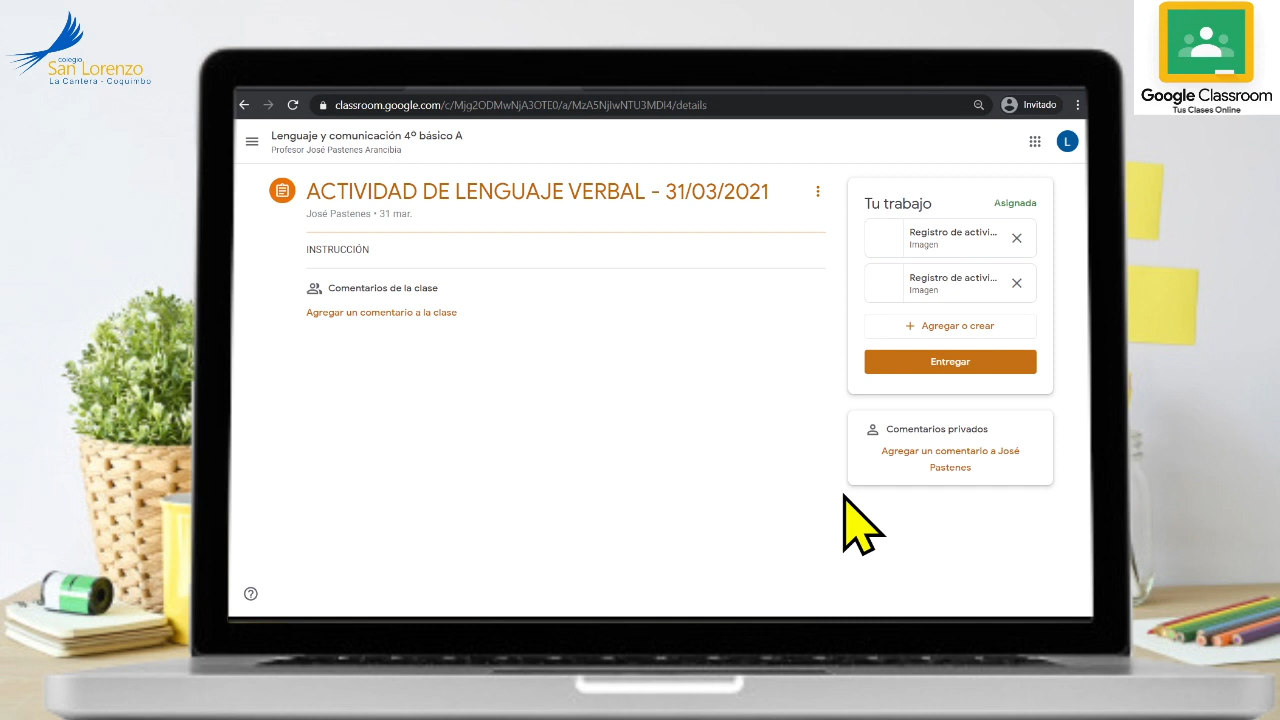 colegio
San Lorenzo
La Cantera - Coquimbo
Google Classroom
Tus Clases Online
classroom.google.com/c/Mjg2ODMwNjA3OTE0/a/MzA5NjIwNTU3MDI4/details
Invitado
Lenguaje y comunicación 4º básico A
Profesor José Pastenes Arancibia
L
ACTIVIDAD DE LENGUAJE VERBAL - 31/03/2021
José Pastenes • 31 mar.
INSTRUCCIÓN
Comentarios de la clase
Agregar un comentario a la clase
Tu trabajo
Asignada
Registro de activi...
Imagen
Registro de activi...
Imagen
+ Agregar o crear
Entregar
Comentarios privados
Agregar un comentario a José
Pastenes